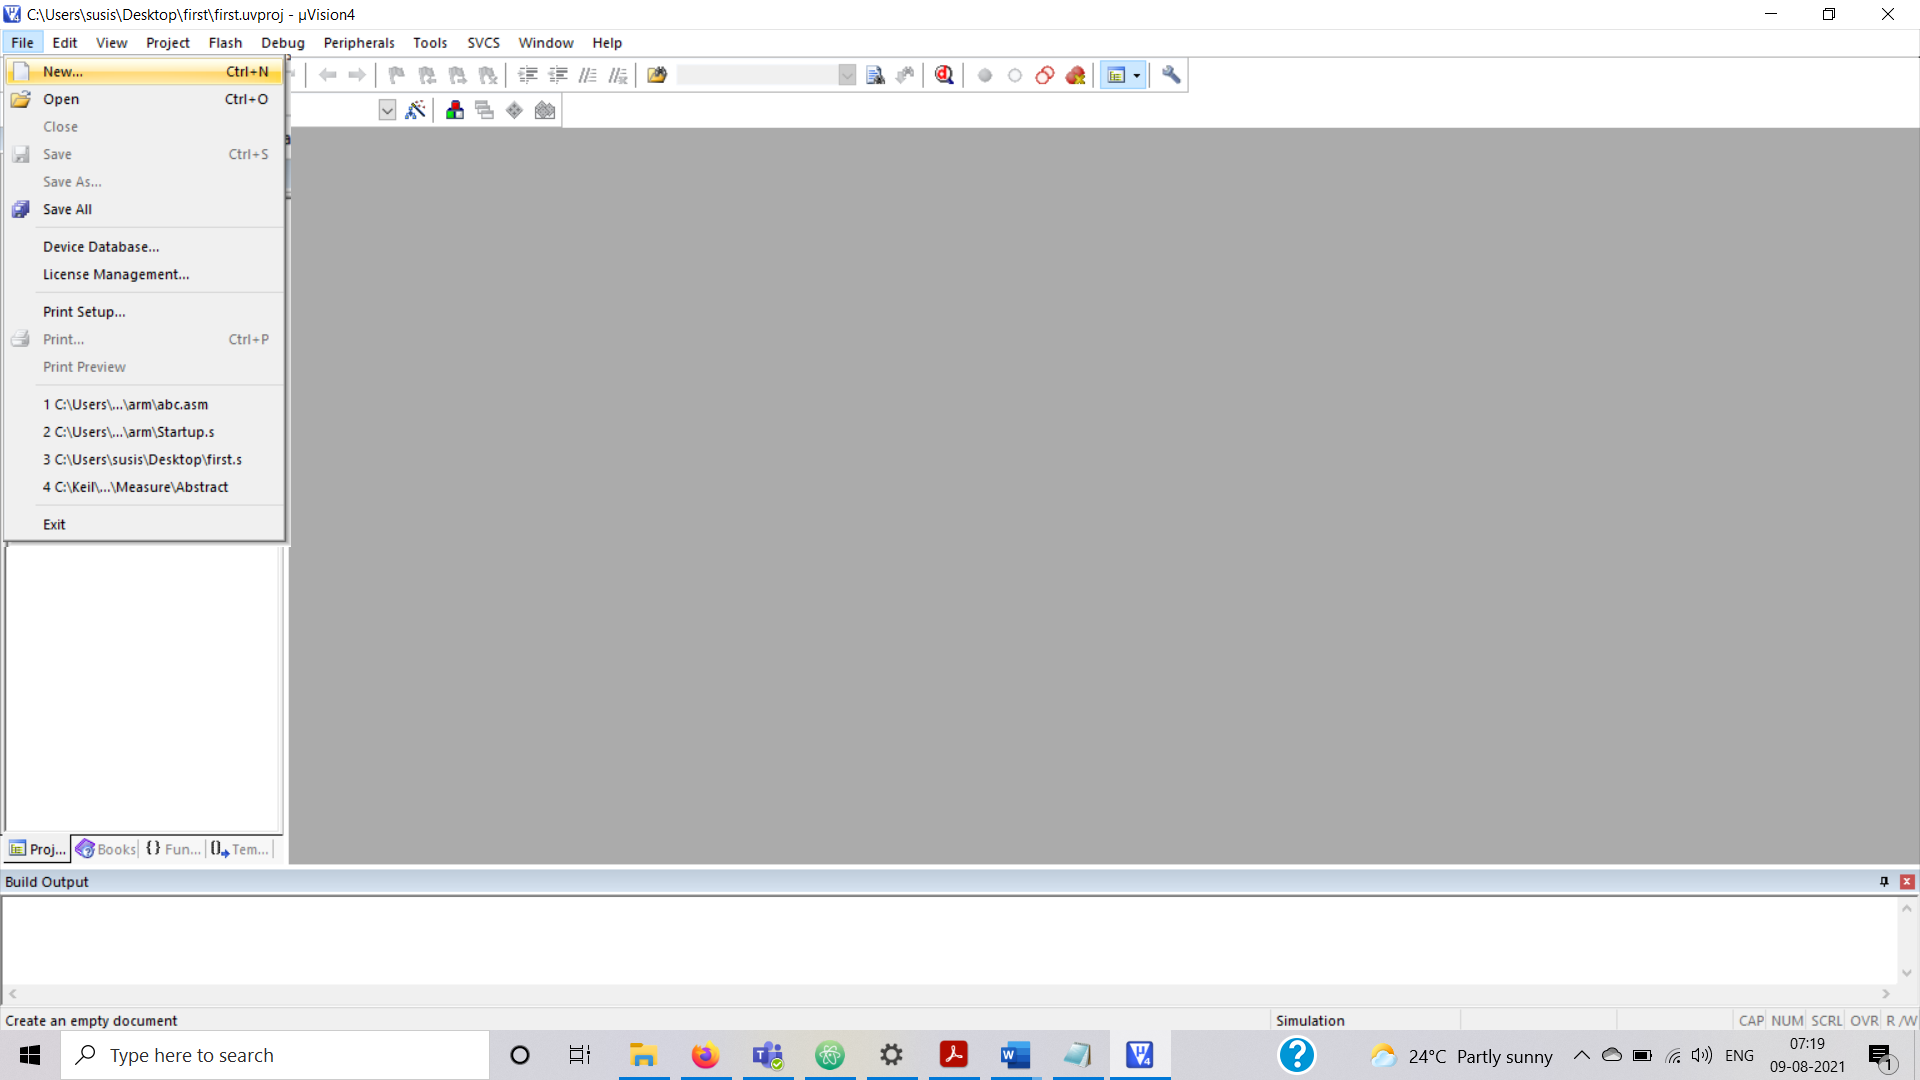 C:\Users\susis\Desktop\first\first.uvproj - µVision4
File Edit View Project Flash Debug Peripherals Tools SVCS Window Help
New... Ctrl+N
Open Ctrl+O
Close
Save Ctrl+S
Save As...
Save All
Device Database...
License Management...
Print Setup...
Print... Ctrl+P
Print Preview
1 C:\Users\...\arm\abc.asm
2 C:\Users\...\arm\Startup.s
3 C:\Users\susis\Desktop\first.s
4 C:\Keil\...\Measure\Abstract
Exit
Proj... Books {} Fun... Tem...
Build Output
Create an empty document Simulation CAP NUM SCRL OVR R/W
Type here to search 24°C Partly sunny ENG
07:19
09-08-2021
1